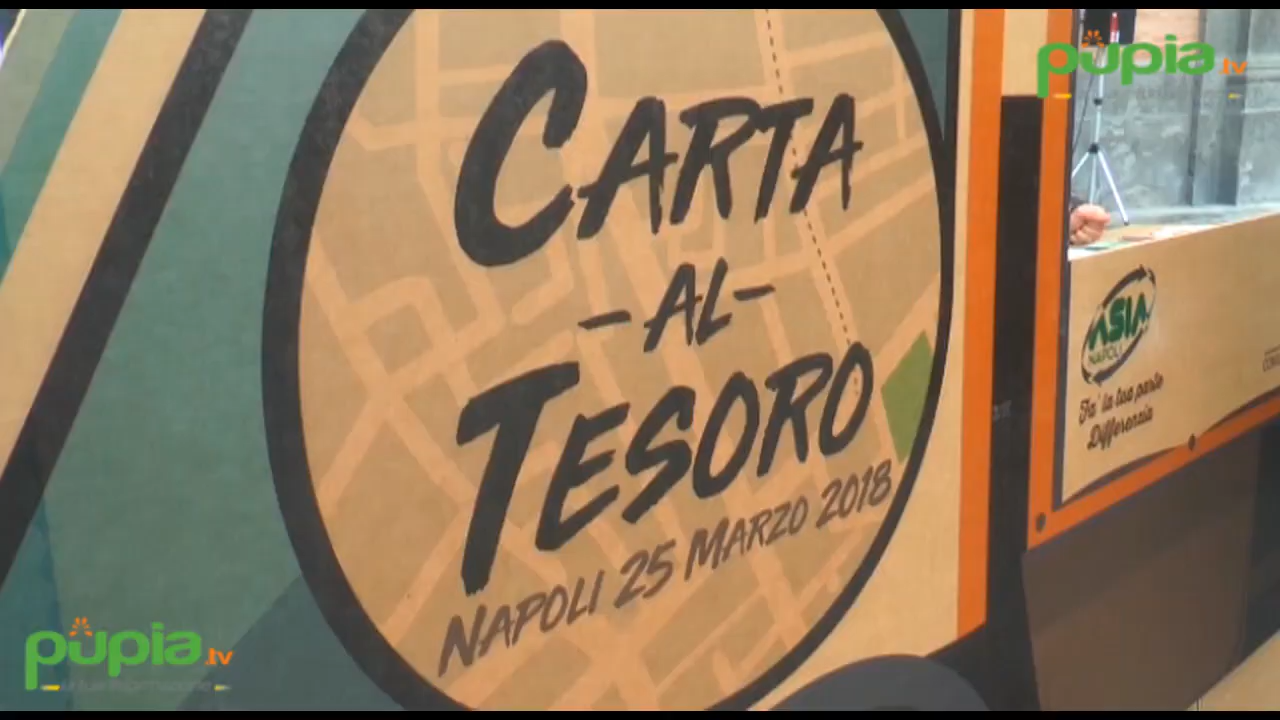 pupia.tv
CARTA
-AL-
TESORO
NAPOLI 25 MARZO 2018
ASIA
NAPOLI
Fa' la tua parte
Differenzia
pupia.tv